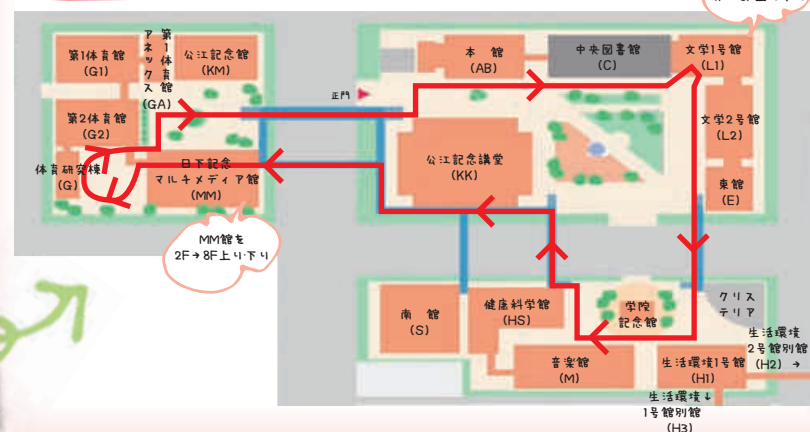 第1体育館
(G1)
第1体育館
アネックス
(GA)
公江記念館
(KM)
第2体育館
(G2)
体育研究棟
(G)
日下記念
マルチメディア館
(MM)
MM館を
2F→8F上り・下り
正門
本　館
(AB)
中央図書館
(C)
文学1号館
(L1)
文学2号館
(L2)
東館
(E)
公江記念講堂
(KK)
南　館
(S)
健康科学館
(HS)
学院
記念館
音楽館
(M)
クリス
テリア
生活環境1号館
(H1)
生活環境
2号館別館
(H2) →
生活環境↓
1号館別館
(H3)